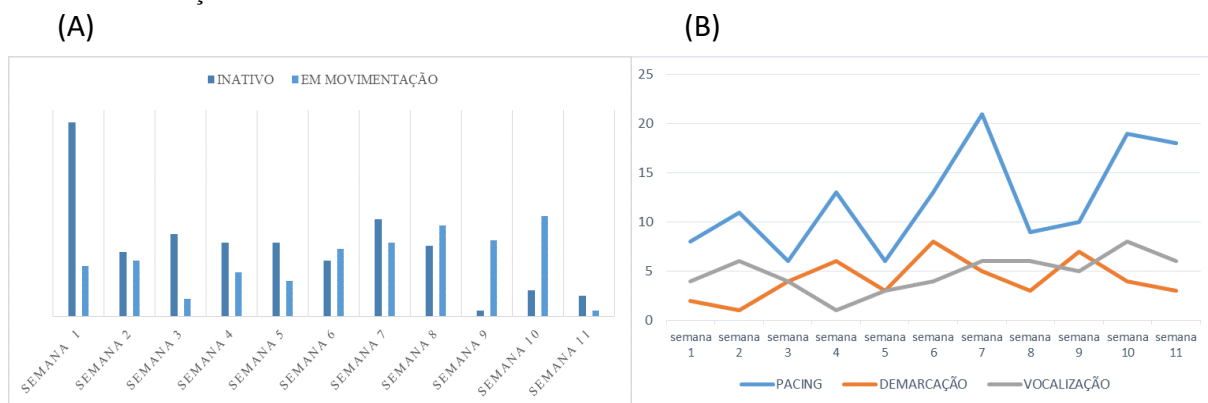 (A)
(B)
INATIVO EM MOVIMENTAÇÃO
SEMANA 1
SEMANA 2
SEMANA 3
SEMANA 4
SEMANA 5
SEMANA 6
SEMANA 7
SEMANA 8
SEMANA 9
SEMANA 10
SEMANA 11
25
20
15
10
5
0
semana semana semana semana semana semana semana semana semana semana semana
1 2 3 4 5 6 7 8 9 10 11
PACING DEMARCAÇÃO VOCALIZAÇÃO